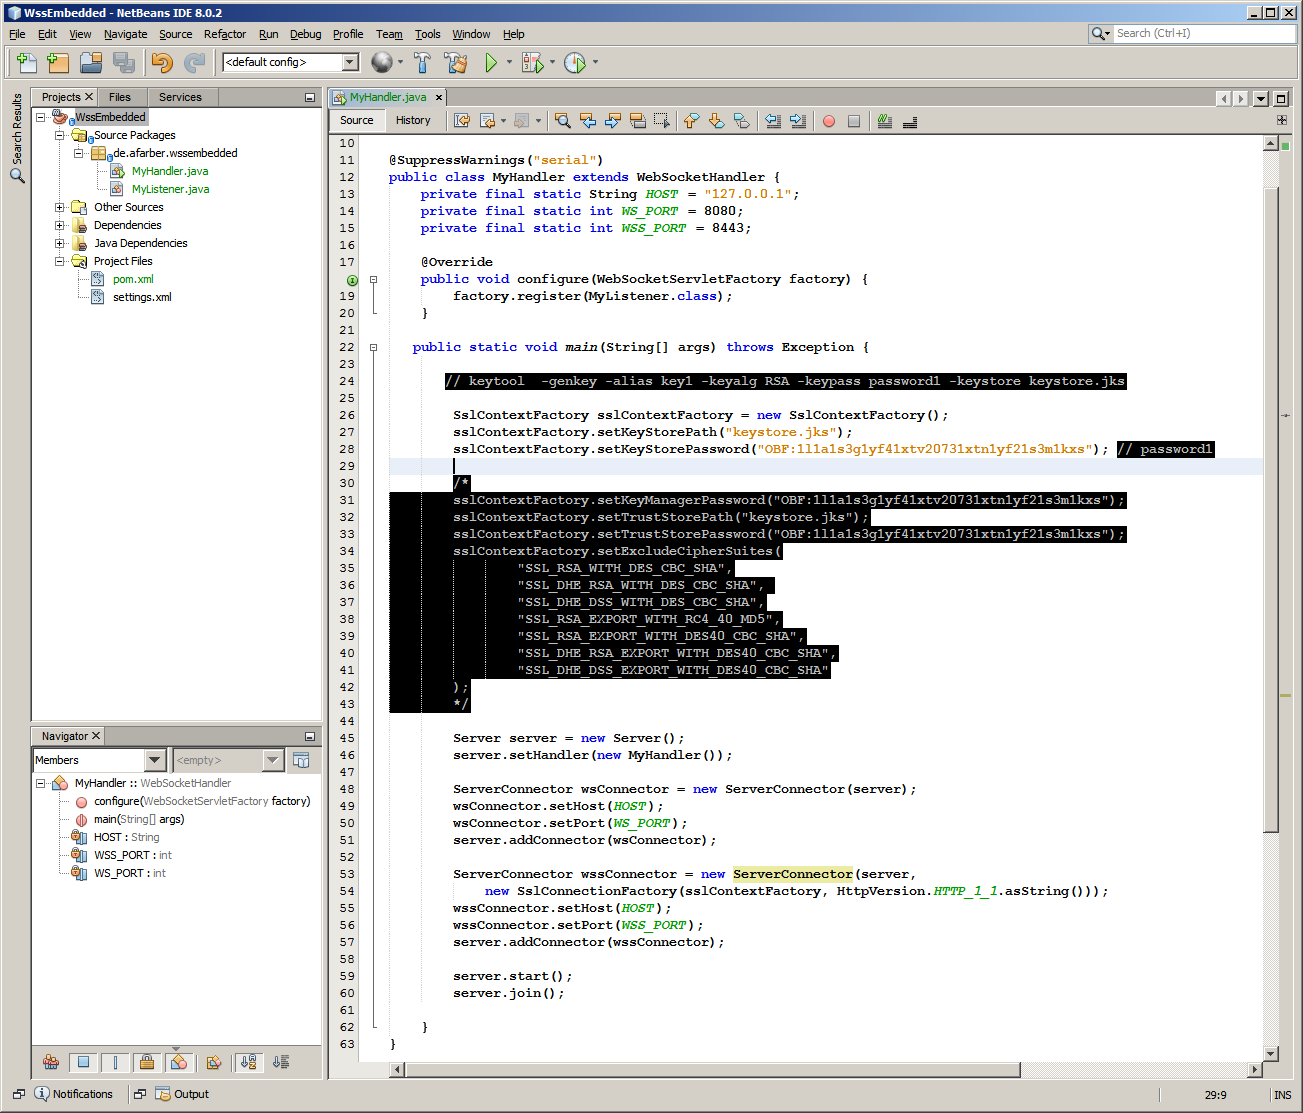 WssEmbedded - NetBeans IDE 8.0.2
File Edit View Navigate Source Refactor Run Debug Profile Team Tools Window Help
Search (Ctrl+I)
<default config>
Search Results
Projects Files Services
WssEmbedded
Source Packages
de.afarber.wssembedded
MyHandler.java
MyListener.java
Other Sources
Dependencies
Java Dependencies
Project Files
pom.xml
settings.xml
Navigator
Members <empty>
MyHandler :: WebSocketHandler
configure(WebSocketServletFactory factory)
main(String[] args)
HOST : String
WSS_PORT : int
WS_PORT : int
MyHandler.java
Source History
10
11 @SuppressWarnings("serial")
12 public class MyHandler extends WebSocketHandler {
13 private final static String HOST = "127.0.0.1";
14 private final static int WS_PORT = 8080;
15 private final static int WSS_PORT = 8443;
16
17 @Override
public void configure(WebSocketServletFactory factory) {
19 factory.register(MyListener.class);
20 }
21
22 public static void main(String[] args) throws Exception {
23
24 // keytool  -genkey -alias key1 -keyalg RSA -keypass password1 -keystore keystore.jks
25
26 SslContextFactory sslContextFactory = new SslContextFactory();
27 sslContextFactory.setKeyStorePath("keystore.jks");
28 sslContextFactory.setKeyStorePassword("OBF:1l1a1s3g1yf41xtv20731xtn1yf21s3m1kxs"); // password1
29
30 /*
31 sslContextFactory.setKeyManagerPassword("OBF:1l1a1s3g1yf41xtv20731xtn1yf21s3m1kxs");
32 sslContextFactory.setTrustStorePath("keystore.jks");
33 sslContextFactory.setTrustStorePassword("OBF:1l1a1s3g1yf41xtv20731xtn1yf21s3m1kxs");
34 sslContextFactory.setExcludeCipherSuites(
35 "SSL_RSA_WITH_DES_CBC_SHA",
36 "SSL_DHE_RSA_WITH_DES_CBC_SHA",
37 "SSL_DHE_DSS_WITH_DES_CBC_SHA",
38 "SSL_RSA_EXPORT_WITH_RC4_40_MD5",
39 "SSL_RSA_EXPORT_WITH_DES40_CBC_SHA",
40 "SSL_DHE_RSA_EXPORT_WITH_DES40_CBC_SHA",
41 "SSL_DHE_DSS_EXPORT_WITH_DES40_CBC_SHA"
42 );
43 */
44
45 Server server = new Server();
46 server.setHandler(new MyHandler());
47
48 ServerConnector wsConnector = new ServerConnector(server);
49 wsConnector.setHost(HOST);
50 wsConnector.setPort(WS_PORT);
51 server.addConnector(wsConnector);
52
53 ServerConnector wssConnector = new ServerConnector(server,
54 new SslConnectionFactory(sslContextFactory, HttpVersion.HTTP_1_1.asString()));
55 wssConnector.setHost(HOST);
56 wssConnector.setPort(WSS_PORT);
57 server.addConnector(wssConnector);
58
59 server.start();
60 server.join();
61
62 }
63 }
Notifications Output
29:9 INS